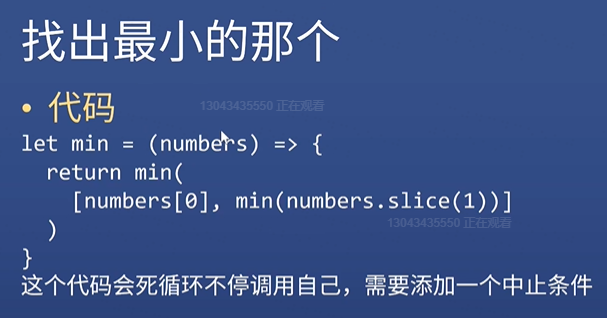 找出最小的那个
• 代码
13043435550 正在观看
let min = (numbers) => {
  return min(
    [numbers[0], min(numbers.slice(1))]
13043435550 正在观看
  )
}
这个代码会死循环不停调用自己，需要添加一个中止条件